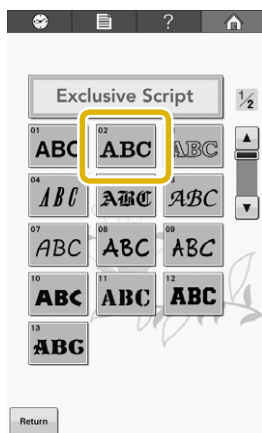 ?
Exclusive Script
1/2
01 ABC
02 ABC
ABC
04 ABC
ABC
ABC
07 ABC
08 ABC
09 ABC
10 ABC
11 ABC
12 ABC
13 ABG
Return